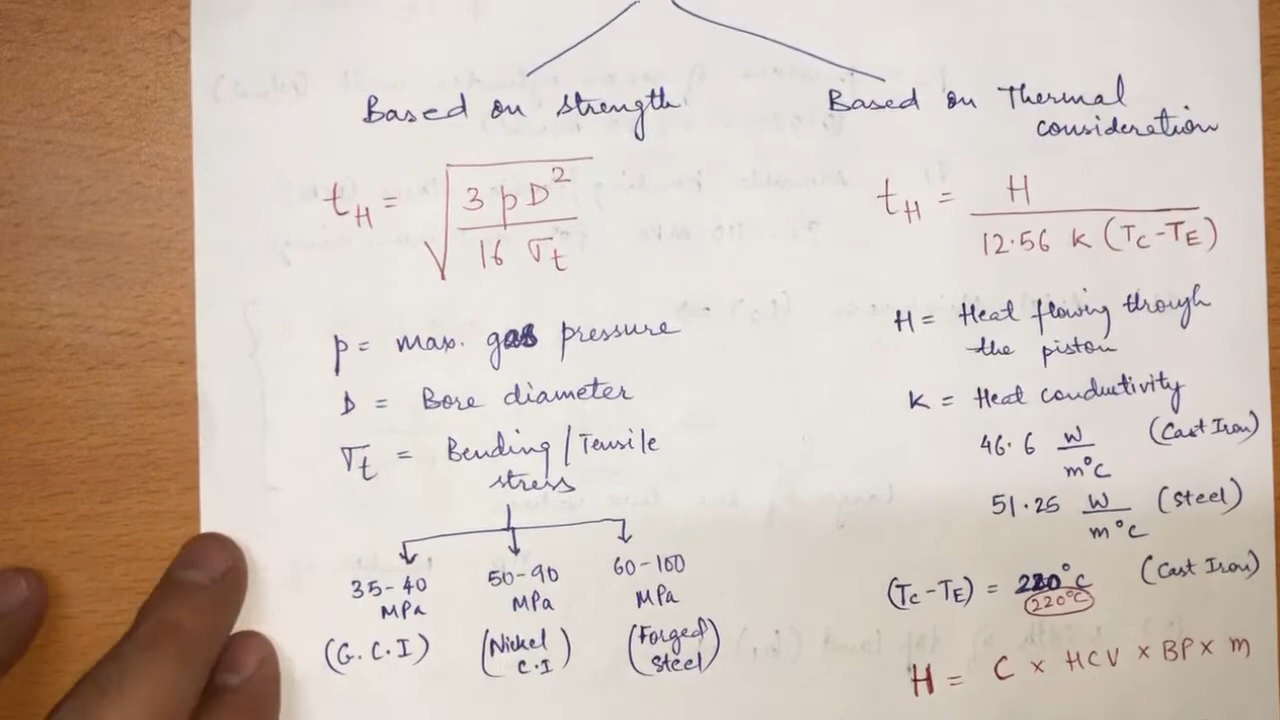 Based on strength
t_H = √(3 p D² / 16 σ_t)
p = max. gas pressure
D = Bore diameter
σ_t = Bending / Tensile
stress
35-40 MPa (G.C.I)
50-90 MPa (Nickel C.I)
60-100 MPa (Forged steel)
Based on Thermal
consideration
t_H = H / 12.56 K (T_C - T_E)
H = Heat flowing through
the piston
K = Heat conductivity
46.6 W/m°C (Cast Iron)
51.25 W/m°C (Steel)
(T_C - T_E) = 220°C (Cast Iron)
220°C
H = C × HCV × BP × m